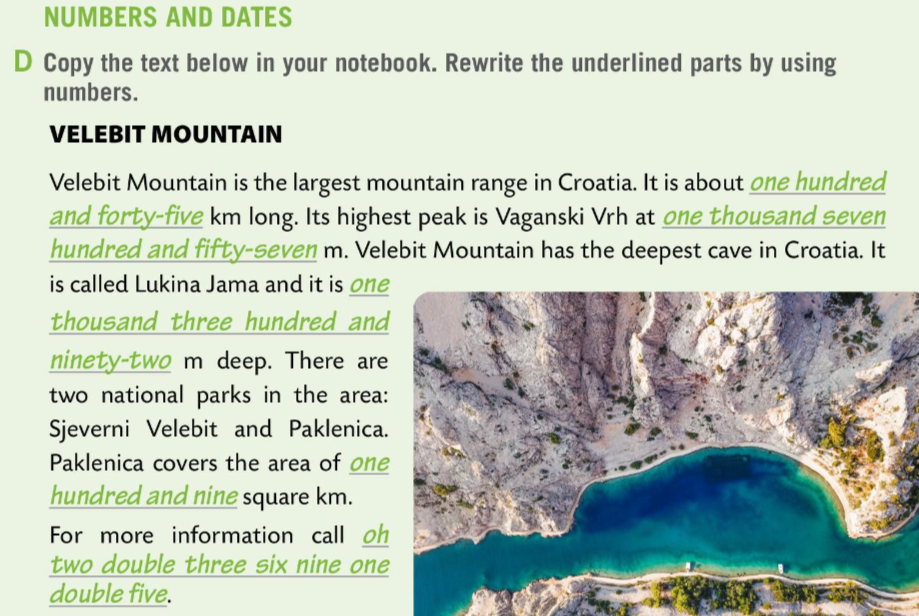 NUMBERS AND DATES
D Copy the text below in your notebook. Rewrite the underlined parts by using
numbers.
VELEBIT MOUNTAIN
Velebit Mountain is the largest mountain range in Croatia. It is about one hundred
and forty-five km long. Its highest peak is Vaganski Vrh at one thousand seven
hundred and fifty-seven m. Velebit Mountain has the deepest cave in Croatia. It
is called Lukina Jama and it is one
thousand three hundred and
ninety-two m deep. There are
two national parks in the area:
Sjeverni Velebit and Paklenica.
Paklenica covers the area of one
hundred and nine square km.
For more information call oh
two double three six nine one
double five.